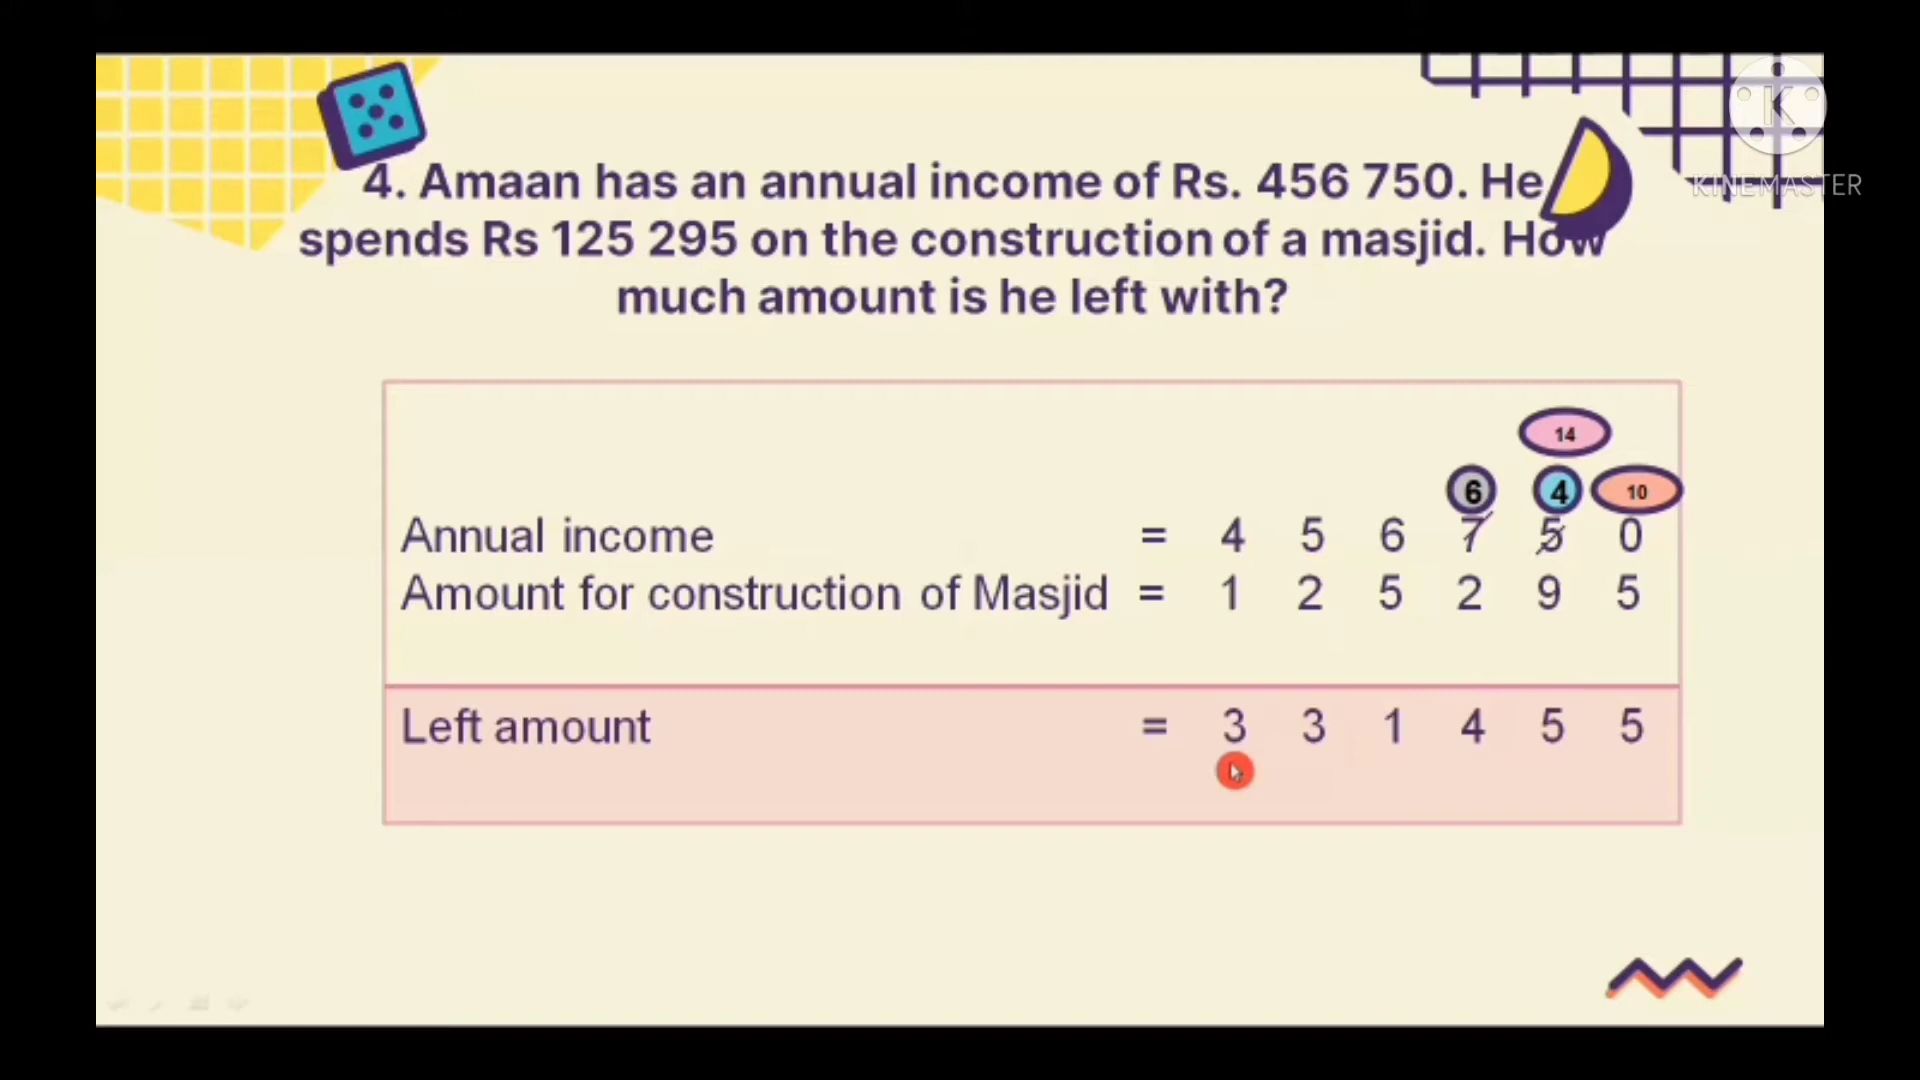 4. Amaan has an annual income of Rs. 456 750. He
spends Rs 125 295 on the construction of a masjid. How
much amount is he left with?
14
6 4 10
Annual income = 4 5 6 7 5 0
Amount for construction of Masjid = 1 2 5 2 9 5
Left amount = 3 3 1 4 5 5
K
KINEMASTER